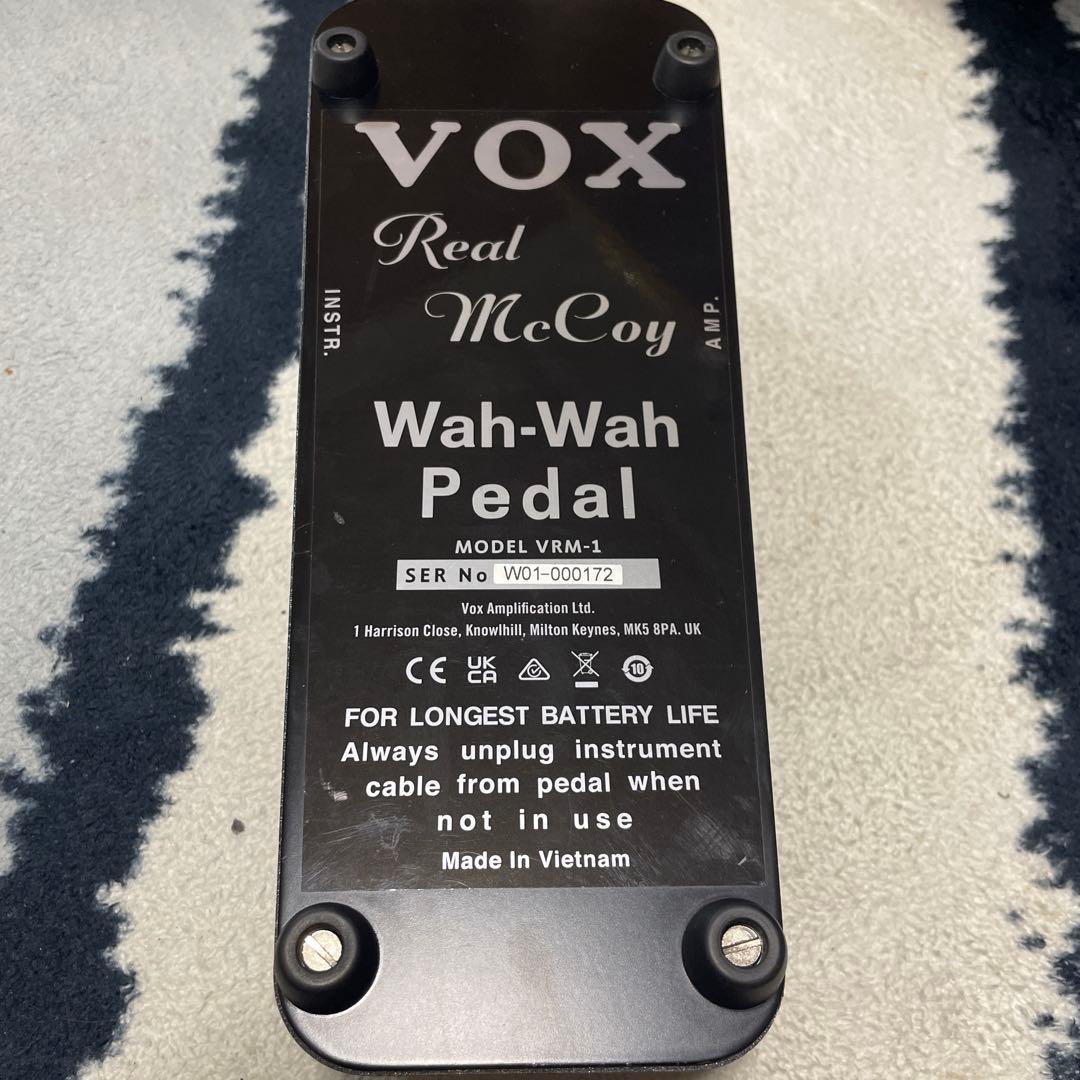 VOX
Real
McCoy
INSTR.
AMP.
Wah-Wah
Pedal
MODEL VRM-1
SER No W01-000172
Vox Amplification Ltd.
1 Harrison Close, Knowlhill, Milton Keynes, MK5 8PA. UK
CE UK CA 10
FOR LONGEST BATTERY LIFE
Always unplug instrument
cable from pedal when
not in use
Made In Vietnam